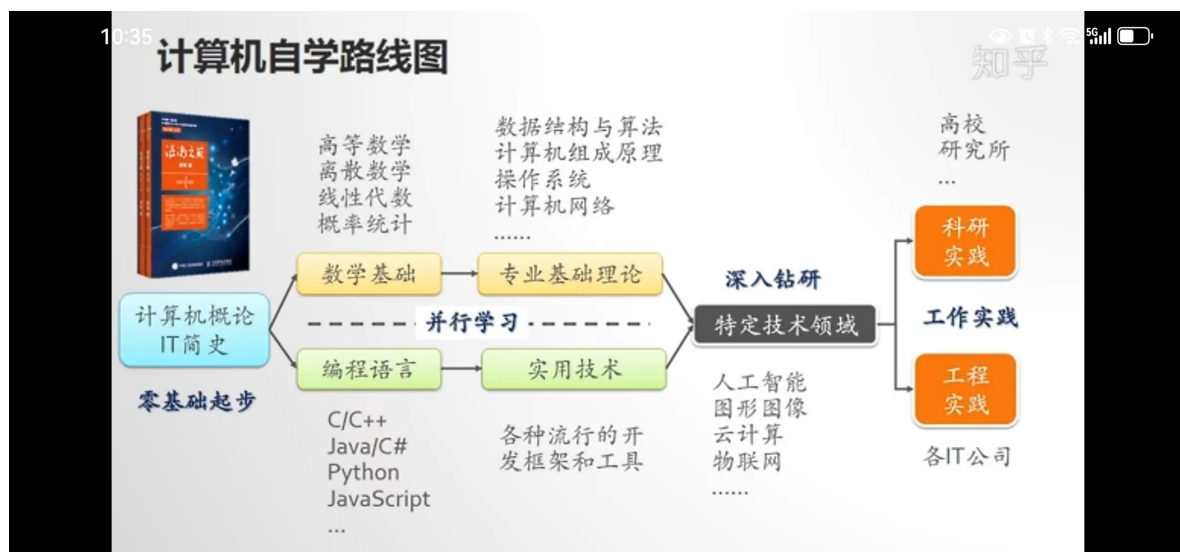 10:35
5G
计算机自学路线图
知乎
浪潮之巅
高等数学
离散数学
线性代数
概率统计
数据结构与算法
计算机组成原理
操作系统
计算机网络
……
高校
研究所
…
数学基础
专业基础理论
深入钻研
科研
实践
计算机概论
IT简史
并行学习
特定技术领域
工作实践
零基础起步
编程语言
实用技术
工程
实践
C/C++
Java/C#
Python
JavaScript
…
各种流行的开
发框架和工具
人工智能
图形图像
云计算
物联网
……
各IT公司